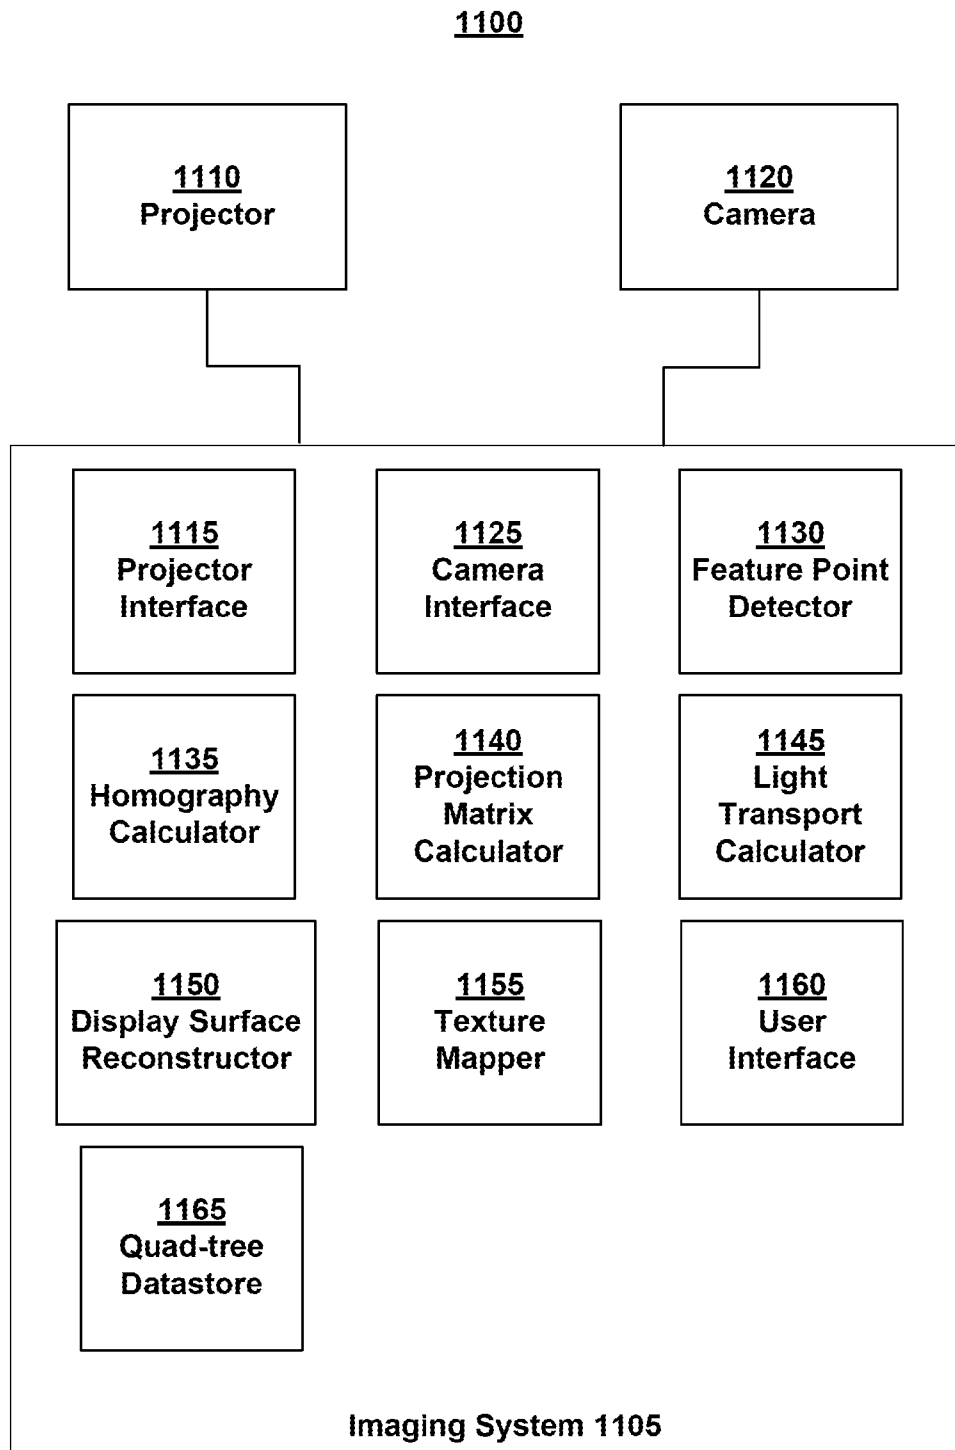 1100
1110
Projector
1120
Camera
1115
Projector
Interface
1125
Camera
Interface
1130
Feature Point
Detector
1135
Homography
Calculator
1140
Projection
Matrix
Calculator
1145
Light
Transport
Calculator
1150
Display Surface
Reconstructor
1155
Texture
Mapper
1160
User
Interface
1165
Quad-tree
Datastore
Imaging System 1105